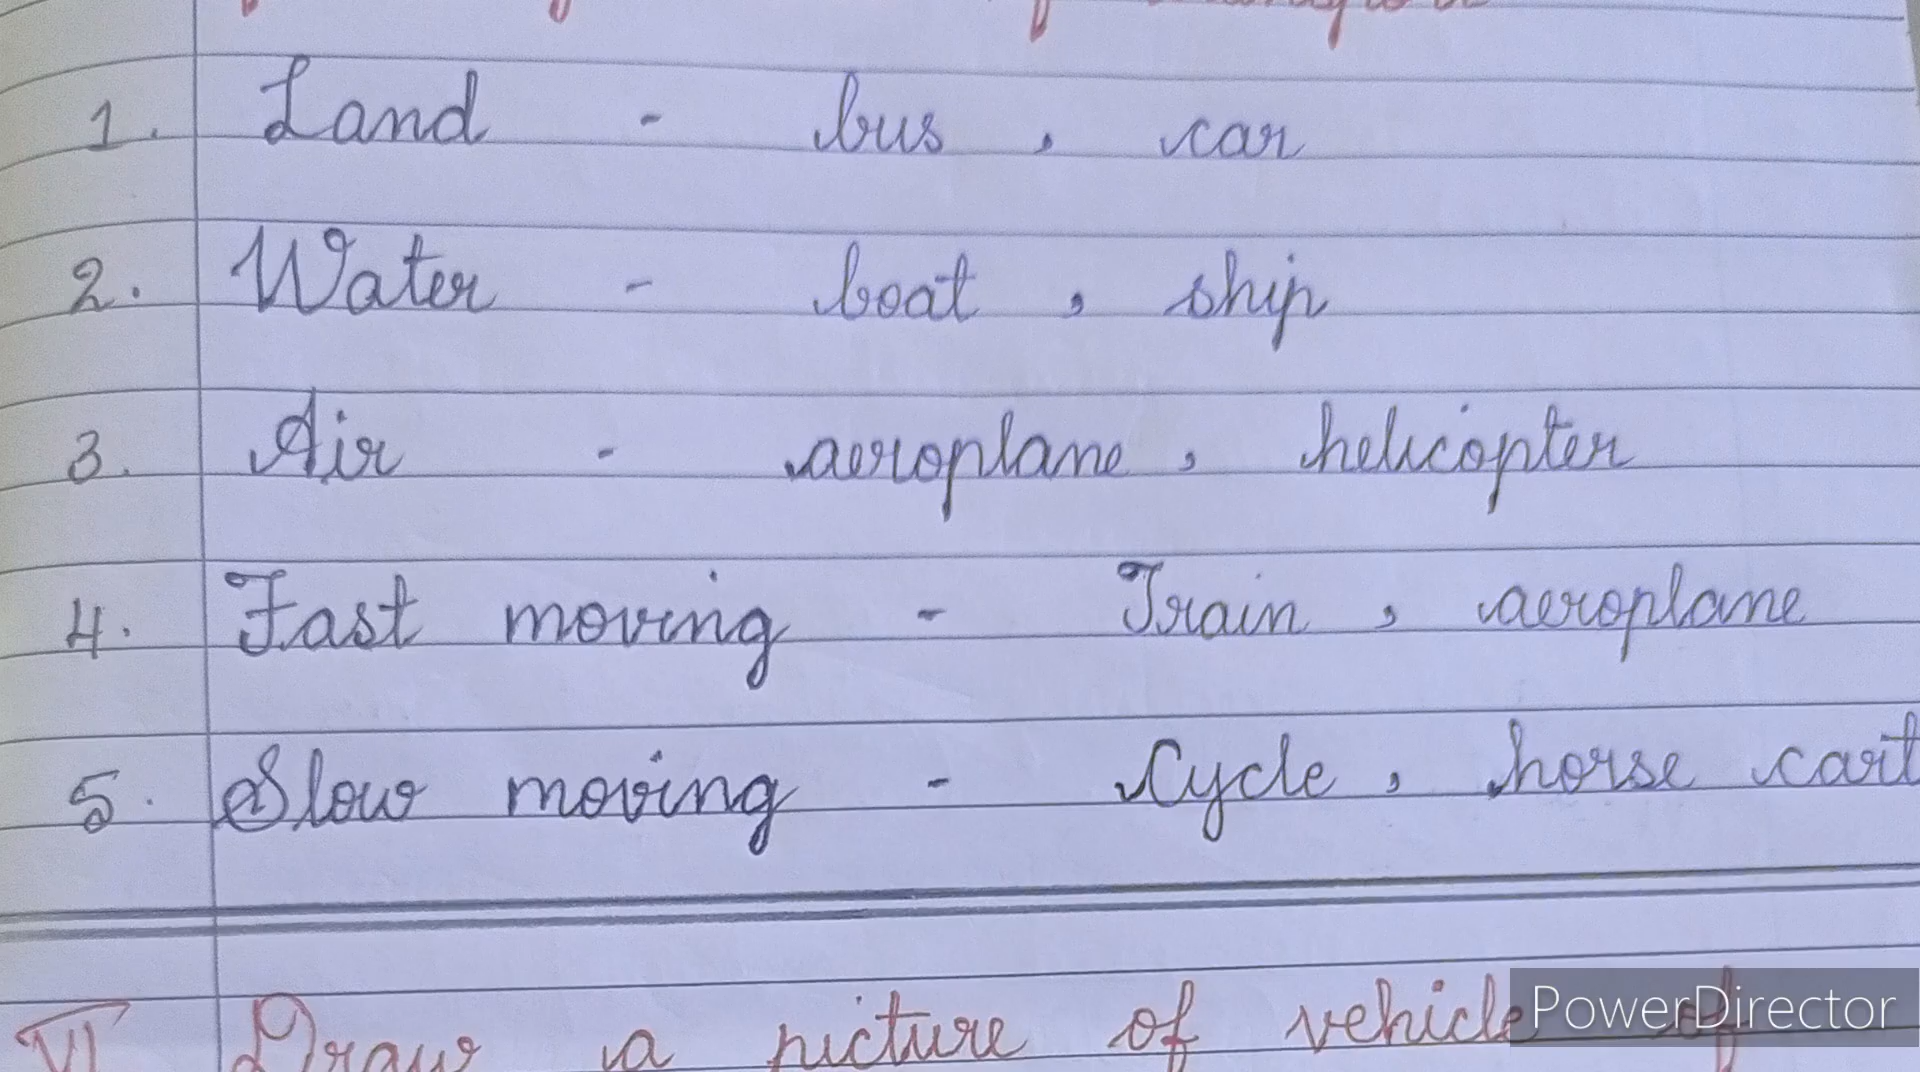 1. Land - bus , car
2. Water - boat , ship
3. Air - aeroplane , helicopter
4. Fast moving - Train , aeroplane
5. Slow moving - Cycle , horse cart
VI Draw a picture of vehicle of
PowerDirector